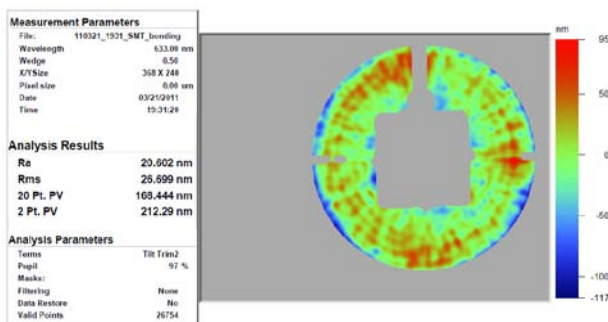 Measurement Parameters
File: 110321_1931_SMT_bonding
Wavelength 633.00 nm
Wedge 0.50
X/YSize 368 X 240
Pixel size 0.00 um
Date 03/21/2011
Time 19:31:20
Analysis Results
Ra 20.602 nm
Rms 26.699 nm
20 Pt. PV 168.444 nm
2 Pt. PV 212.29 nm
Analysis Parameters
Terms Tilt Trim2
Pupil 97 %
Masks:
Filtering None
Data Restore No
Valid Points 26754
nm
95
50
0
-50
-100
-117